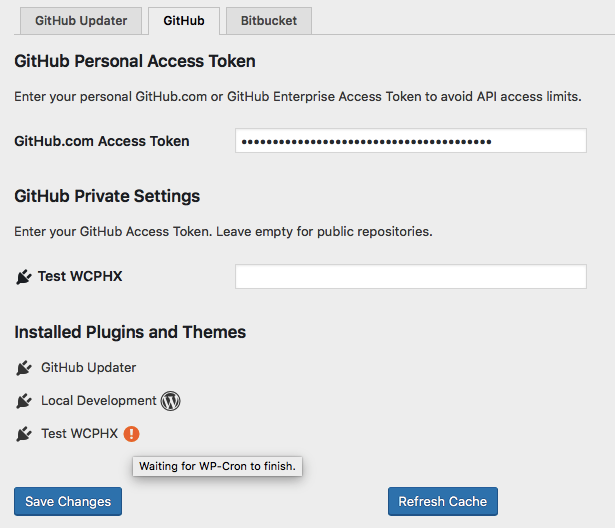 GitHub Updater
GitHub
Bitbucket
GitHub Personal Access Token
Enter your personal GitHub.com or GitHub Enterprise Access Token to avoid API access limits.
GitHub.com Access Token
GitHub Private Settings
Enter your GitHub Access Token. Leave empty for public repositories.
Test WCPHX
Installed Plugins and Themes
GitHub Updater
Local Development
Test WCPHX
Waiting for WP-Cron to finish.
Save Changes
Refresh Cache